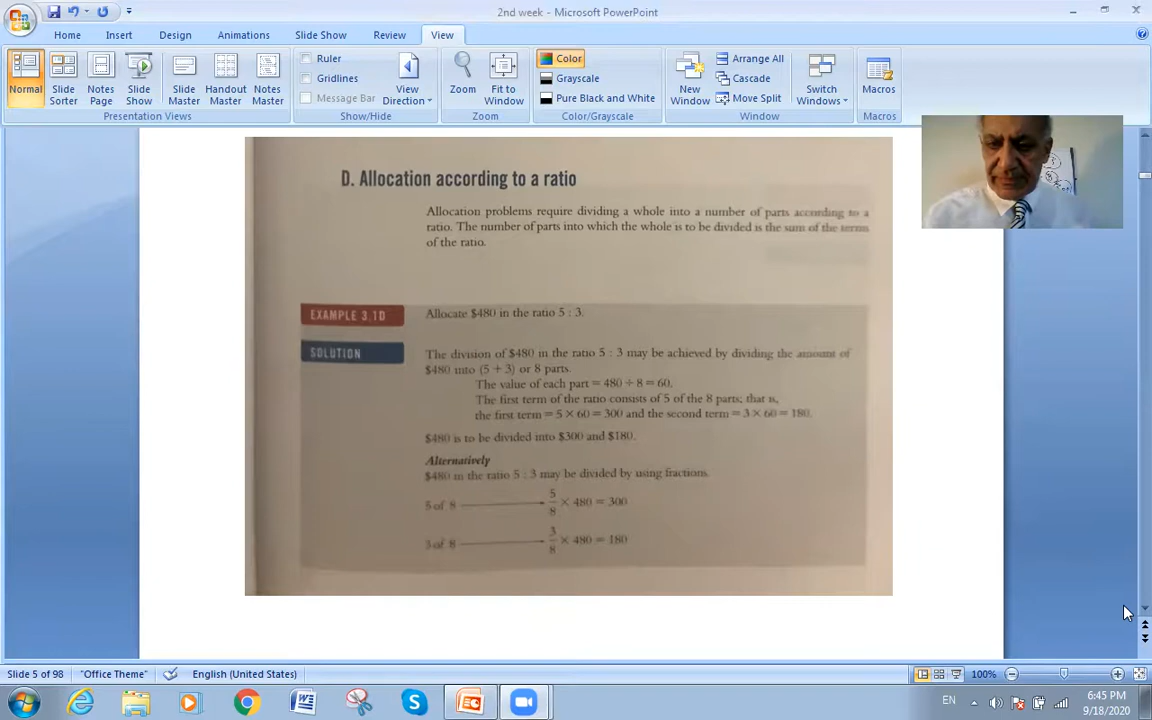 2nd week - Microsoft PowerPoint
Home Insert Design Animations Slide Show Review View
Normal Slide Sorter Notes Page Slide Show Slide Master Handout Master Notes Master
Presentation Views
Ruler
Gridlines
Message Bar
View Direction
Show/Hide
Zoom Fit to Window
Zoom
Color
Grayscale
Pure Black and White
Color/Grayscale
New Window
Arrange All
Cascade
Move Split
Switch Windows
Window
Macros
Macros
D. Allocation according to a ratio
Allocation problems require dividing a whole into a number of parts according to a
ratio. The number of parts into which the whole is to be divided is the sum of the terms
of the ratio.
EXAMPLE 3.1D
Allocate $480 in the ratio 5 : 3.
SOLUTION
The division of $480 in the ratio 5 : 3 may be achieved by dividing the amount of
$480 into (5 + 3) or 8 parts.
The value of each part = 480 ÷ 8 = 60.
The first term of the ratio consists of 5 of the 8 parts; that is,
the first term = 5 × 60 = 300 and the second term = 3 × 60 = 180.
$480 is to be divided into $300 and $180.
Alternatively
$480 in the ratio 5 : 3 may be divided by using fractions.
5 of 8 5/8 × 480 = 300
3 of 8 3/8 × 480 = 180
Slide 5 of 98 "Office Theme" English (United States) 100%
EN 6:45 PM
9/18/2020